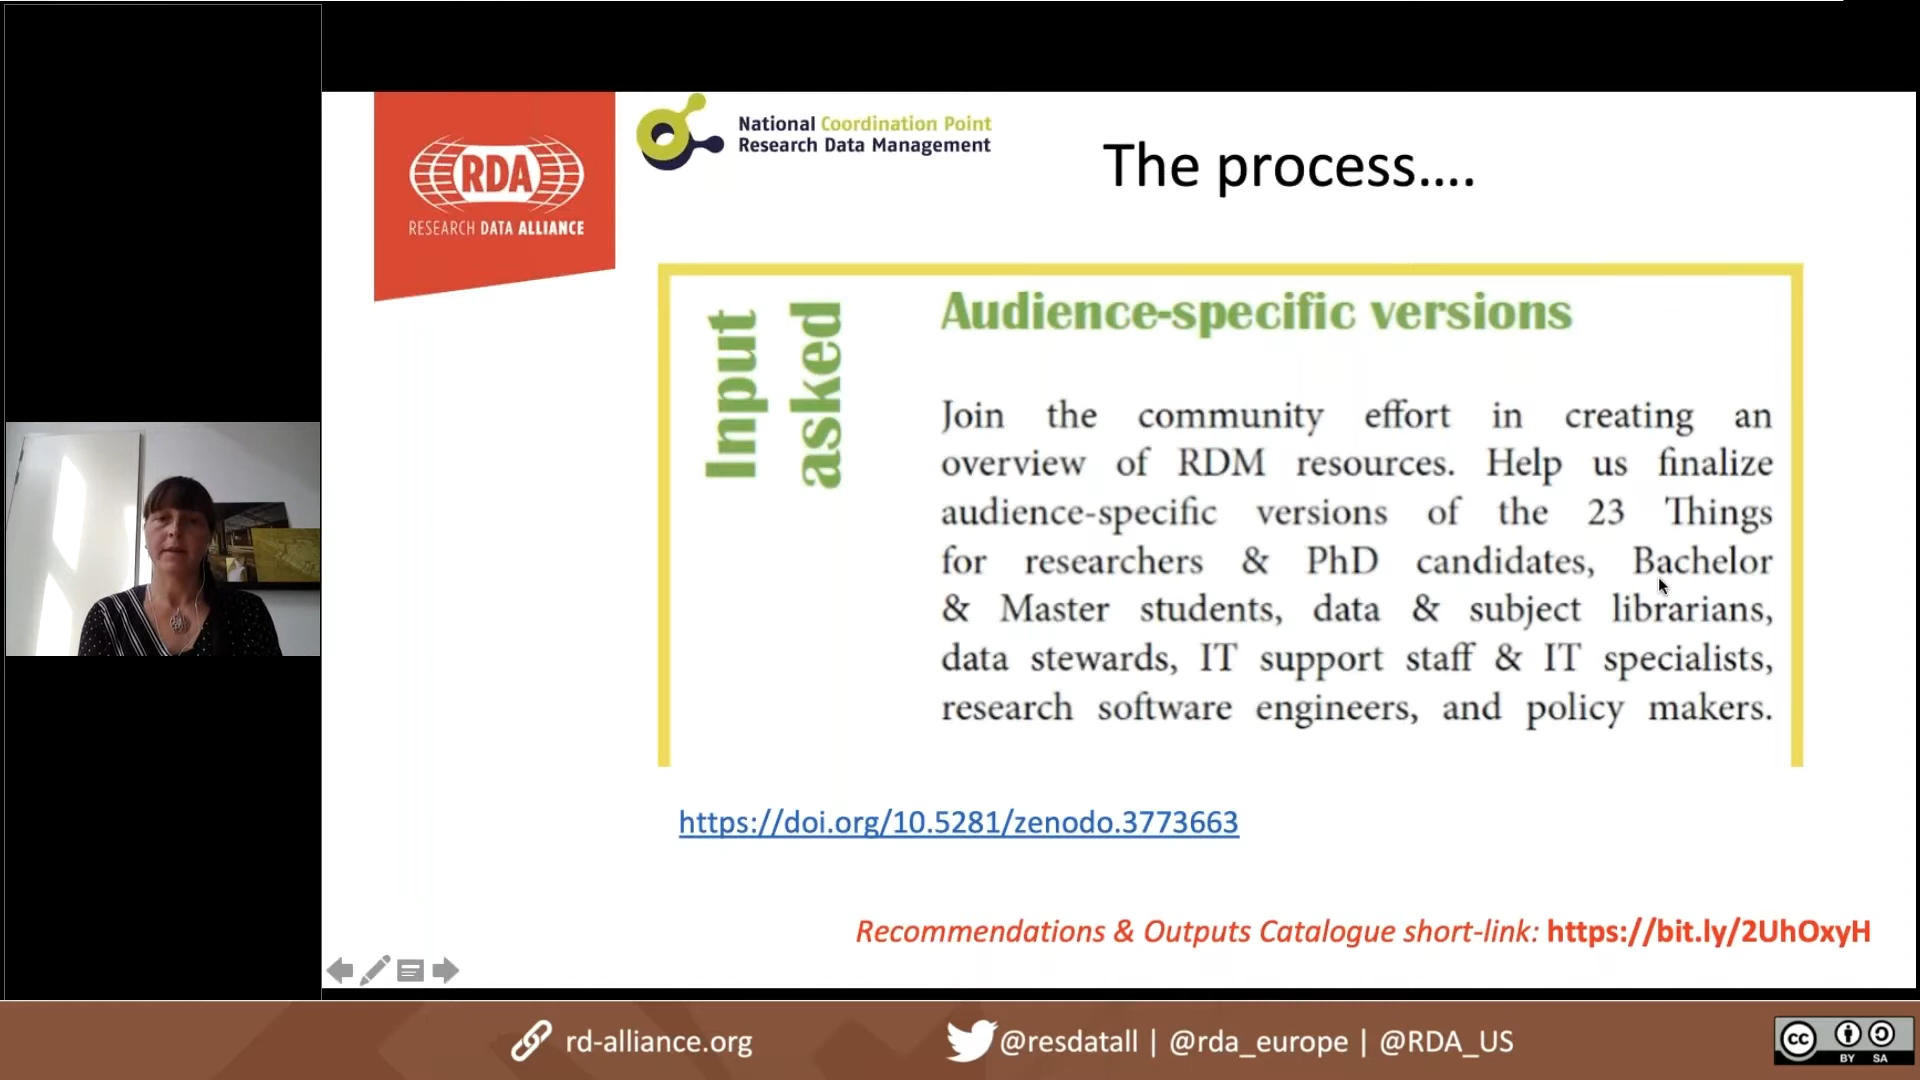 RDA
RESEARCH DATA ALLIANCE
National Coordination Point
Research Data Management
The process....
Input
asked
Audience-specific versions
Join the community effort in creating an
overview of RDM resources. Help us finalize
audience-specific versions of the 23 Things
for researchers & PhD candidates, Bachelor
& Master students, data & subject librarians,
data stewards, IT support staff & IT specialists,
research software engineers, and policy makers.
https://doi.org/10.5281/zenodo.3773663
Recommendations & Outputs Catalogue short-link: https://bit.ly/2UhOxyH
rd-alliance.org
@resdatall | @rda_europe | @RDA_US
CC
BY SA